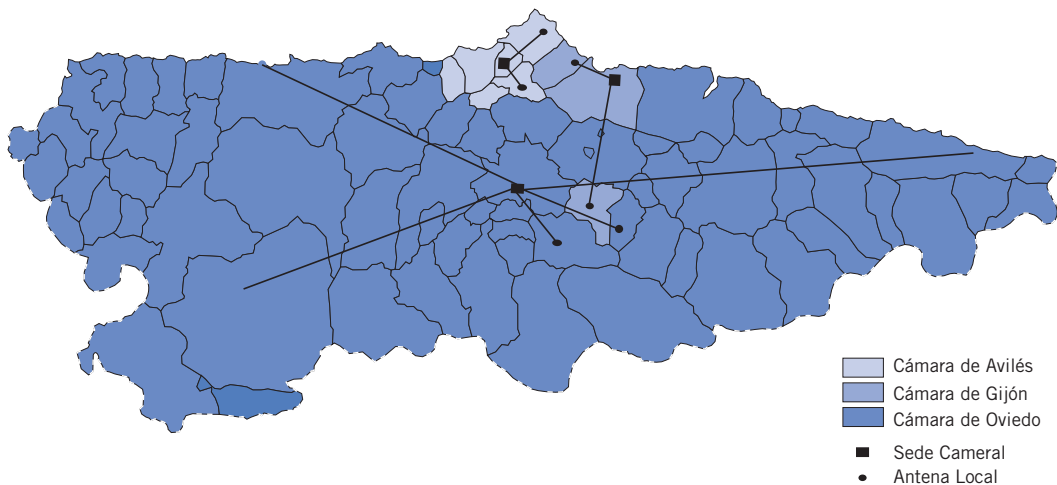 Cámara de Avilés
Cámara de Gijón
Cámara de Oviedo
Sede Cameral
Antena Local